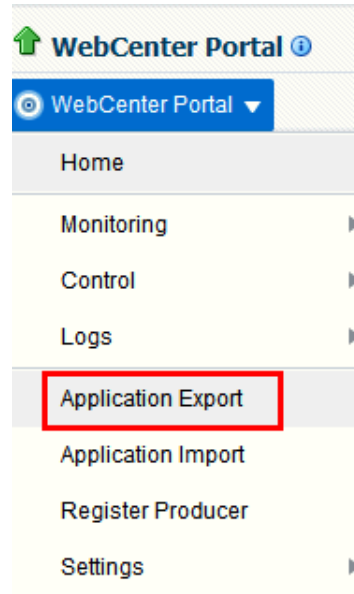 WebCenter Portal
WebCenter Portal
Home
Monitoring
Control
Logs
Application Export
Application Import
Register Producer
Settings